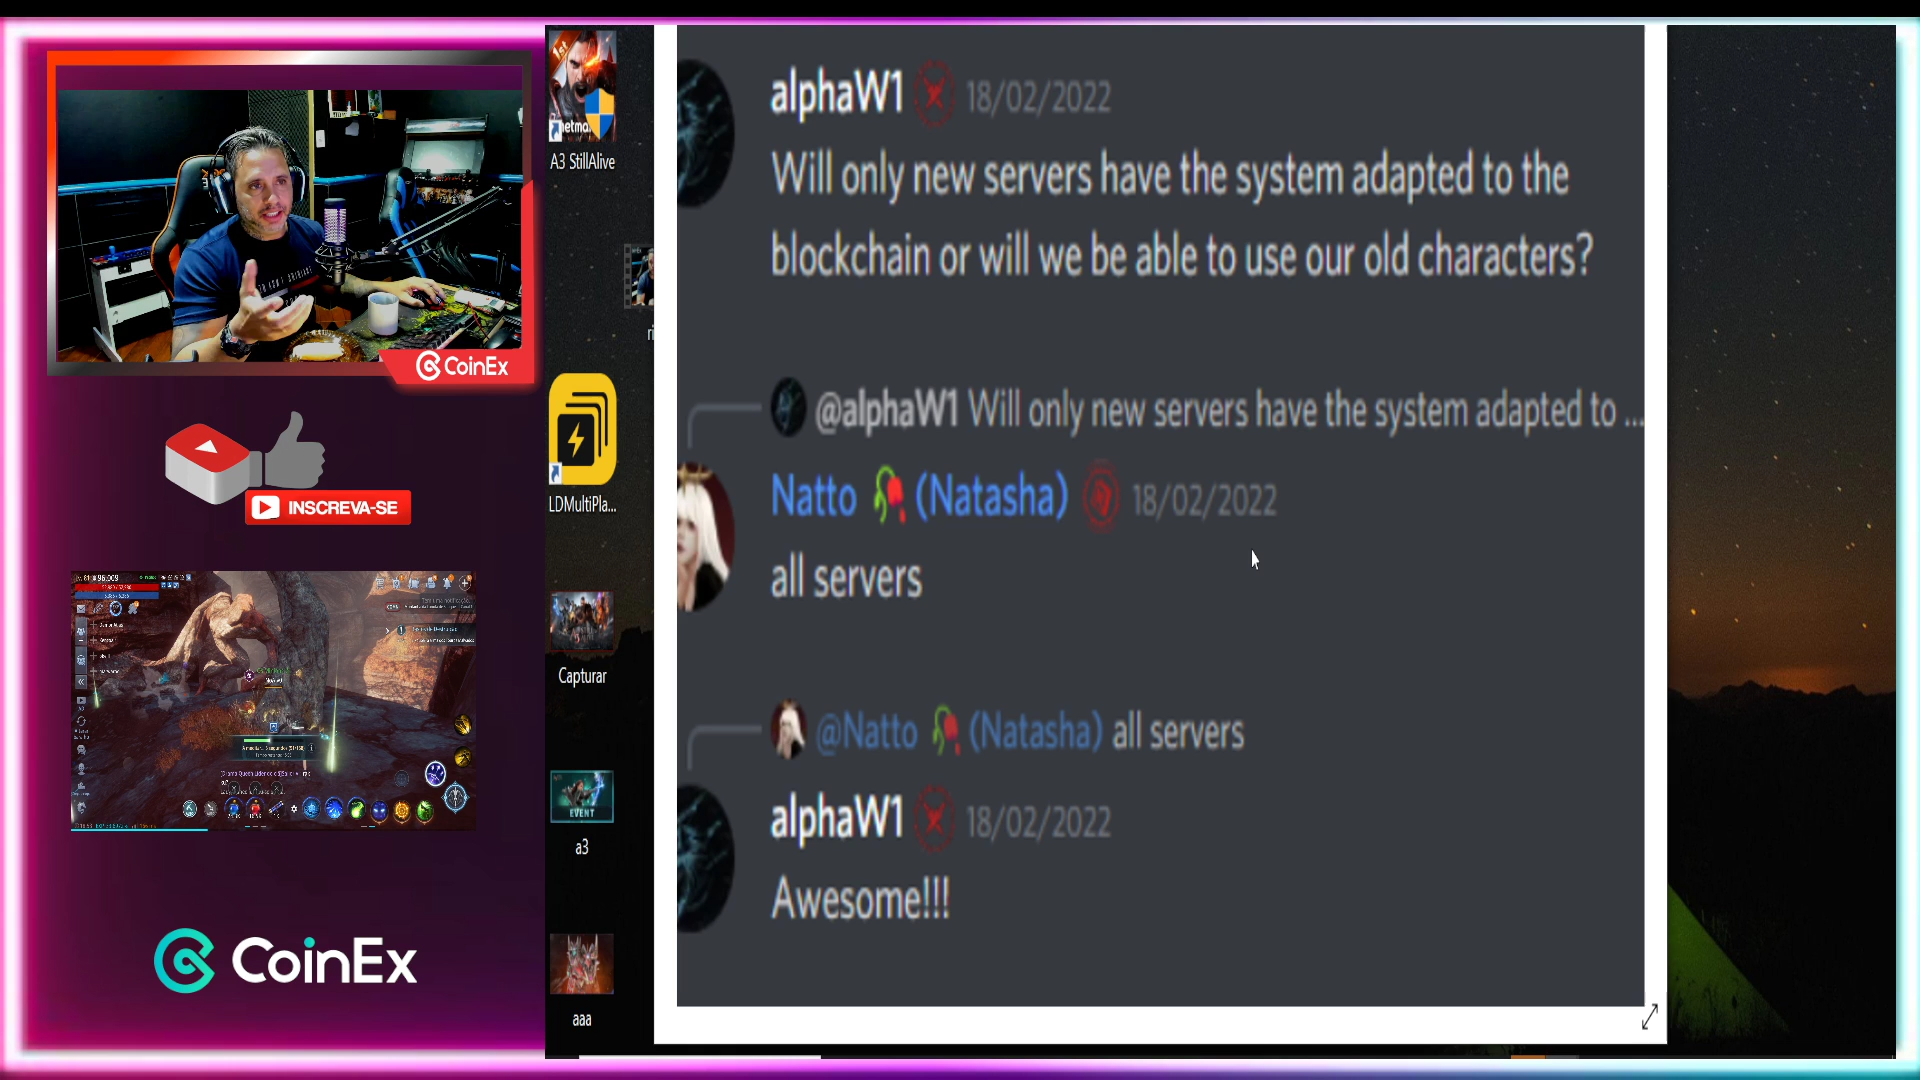 alphaW1 18/02/2022
Will only new servers have the system adapted to the
blockchain or will we be able to use our old characters?
@alphaW1 Will only new servers have the system adapted to ...
Natto (Natasha) 18/02/2022
all servers
@Natto (Natasha) all servers
alphaW1 18/02/2022
Awesome!!!
CoinEx
INSCREVA-SE
CoinEx
1st
A3 StillAlive
LDMultiPla...
Capturar
EVENT
a3
aaa